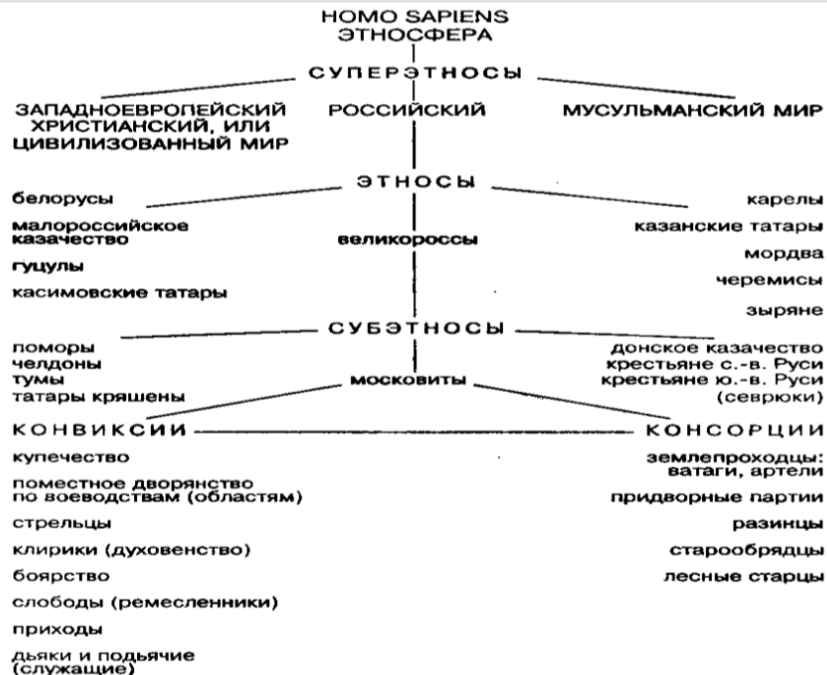 HOMO SAPIENS
ЭТНОСФЕРА
СУПЕРЭТНОСЫ
ЗАПАДНОЕВРОПЕЙСКИЙ
ХРИСТИАНСКИЙ, ИЛИ
ЦИВИЛИЗОВАННЫЙ МИР
РОССИЙСКИЙ
МУСУЛЬМАНСКИЙ МИР
ЭТНОСЫ
белорусы
малороссийское
казачество
гуцулы
касимовские татары
великороссы
карелы
казанские татары
мордва
черемисы
зыряне
СУБЭТНОСЫ
поморы
челдоны
тумы
татары кряшены
московиты
донское казачество
крестьяне с.-в. Руси
крестьяне ю.-в. Руси
(севрюки)
КОНВИКСИИ
КОНСОРЦИИ
купечество
поместное дворянство
по воеводствам (областям)
стрельцы
клирики (духовенство)
боярство
слободы (ремесленники)
приходы
дьяки и подьячие
(служащие)
землепроходцы:
ватаги, артели
придворные партии
разинцы
старообрядцы
лесные старцы